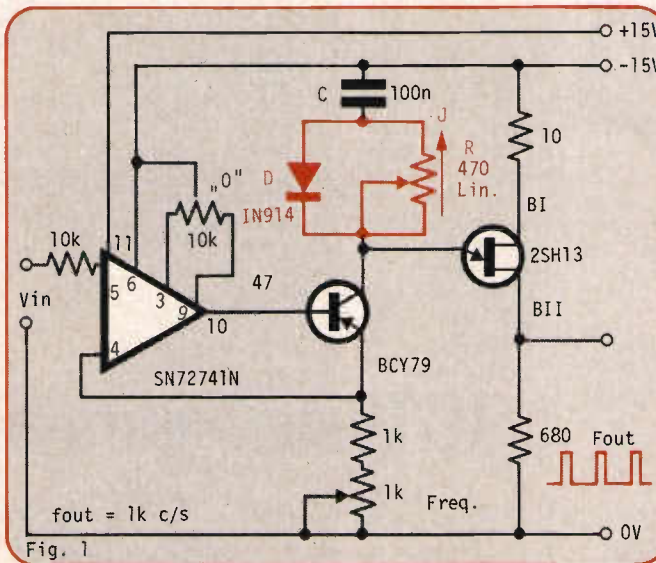 +15V
-15V
C
100n
J
R
470
Lin.
D
IN914
10
"O"
10k
BI
2SH13
BII
10k
11
6
5
3
9
4
10
47
Vin
SN72741N
BCY79
1k
1k
Freq.
680
Fout
fout = 1k c/s
0V
Fig. 1